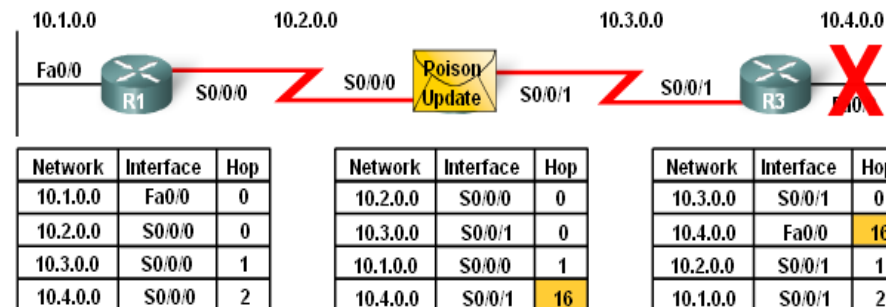 10.1.0.0 10.2.0.0 10.3.0.0 10.4.0.0
Fa0/0 R1 S0/0/0 S0/0/0 Poison Update S0/0/1 S0/0/1 R3
Network Interface Hop
10.1.0.0 Fa0/0 0
10.2.0.0 S0/0/0 0
10.3.0.0 S0/0/0 1
10.4.0.0 S0/0/0 2
Network Interface Hop
10.2.0.0 S0/0/0 0
10.3.0.0 S0/0/1 0
10.1.0.0 S0/0/0 1
10.4.0.0 S0/0/1 16
Network Interface Hop
10.3.0.0 S0/0/1 0
10.4.0.0 Fa0/0 16
10.2.0.0 S0/0/1 1
10.1.0.0 S0/0/1 2